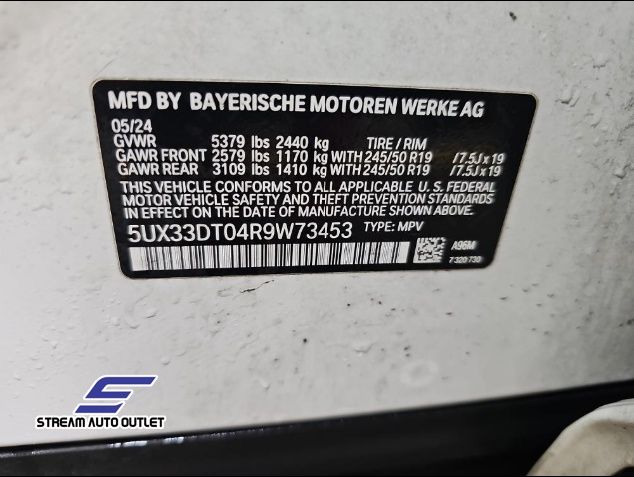 MFD BY BAYERISCHE MOTOREN WERKE AG
05/24
GVWR 5379 lbs 2440 kg TIRE / RIM
GAWR FRONT 2579 lbs 1170 kg WITH 245/50 R19 /7.5J x 19
GAWR REAR 3109 lbs 1410 kg WITH 245/50 R19 /7.5J x 19
THIS VEHICLE CONFORMS TO ALL APPLICABLE U. S. FEDERAL
MOTOR VEHICLE SAFETY AND THEFT PREVENTION STANDARDS
IN EFFECT ON THE DATE OF MANUFACTURE SHOWN ABOVE.
5UX33DT04R9W73453 TYPE: MPV
A96M
7 320 730
STREAM AUTO OUTLET